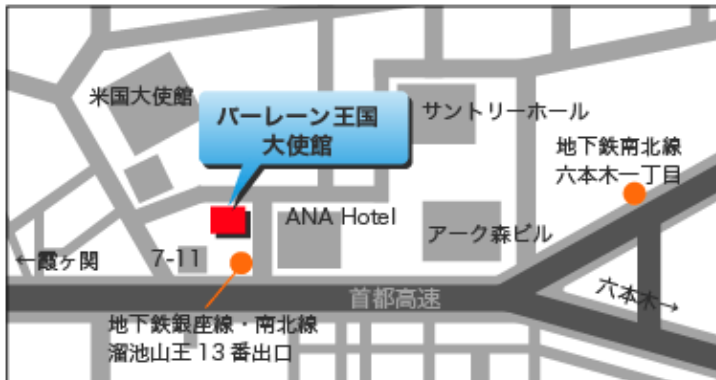 米国大使館
バーレーン王国
大使館
サントリーホール
地下鉄南北線
六本木一丁目
ANA Hotel
アーク森ビル
←霞ヶ関
7-11
首都高速
六本木→
地下鉄銀座線・南北線
溜池山王13番出口